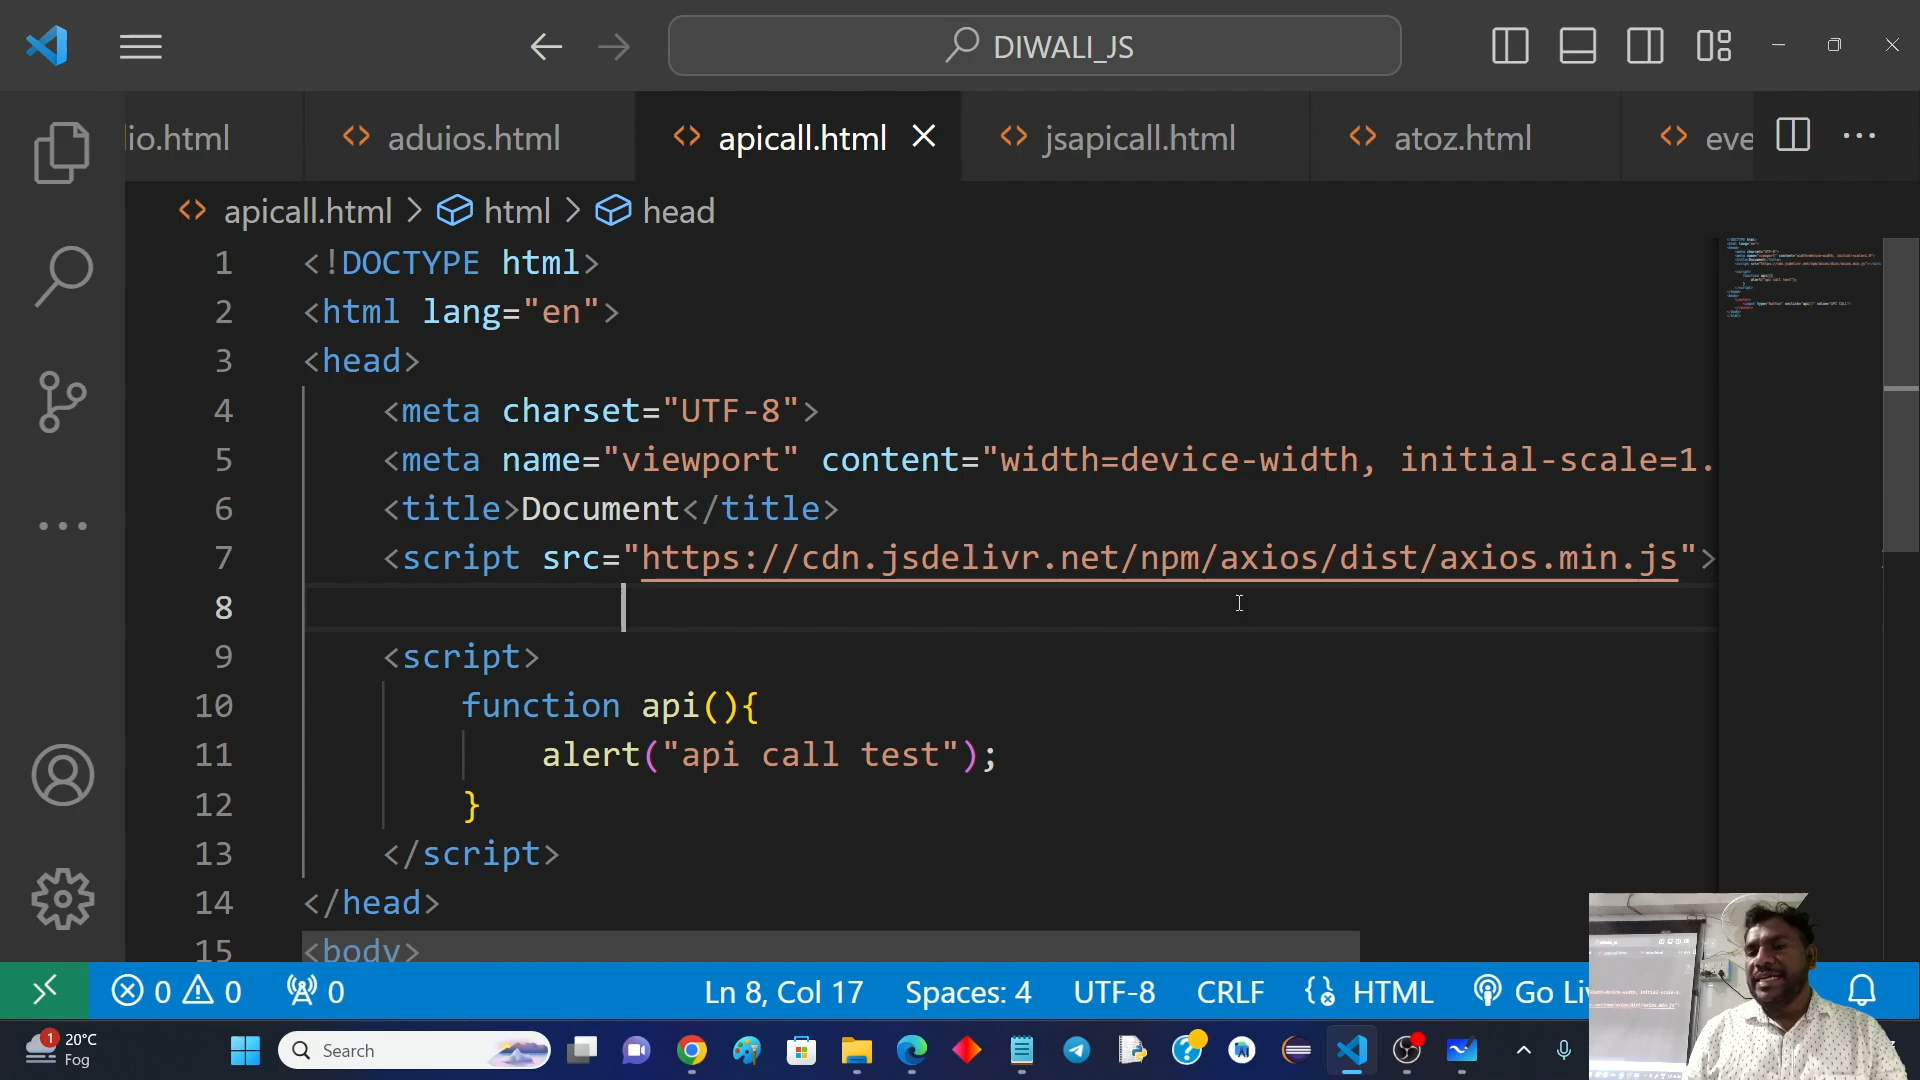 DIWALI_JS
io.html
aduios.html
apicall.html
jsapicall.html
atoz.html
eve
apicall.html > html > head
1 <!DOCTYPE html>
2 <html lang="en">
3 <head>
4 <meta charset="UTF-8">
5 <meta name="viewport" content="width=device-width, initial-scale=1.
6 <title>Document</title>
7 <script src="https://cdn.jsdelivr.net/npm/axios/dist/axios.min.js">
8
9 <script>
10 function api(){
11 alert("api call test");
12 }
13 </script>
14 </head>
15 <body>
0 0 0 Ln 8, Col 17 Spaces: 4 UTF-8 CRLF HTML Go Li
1 20°C
Fog
Search